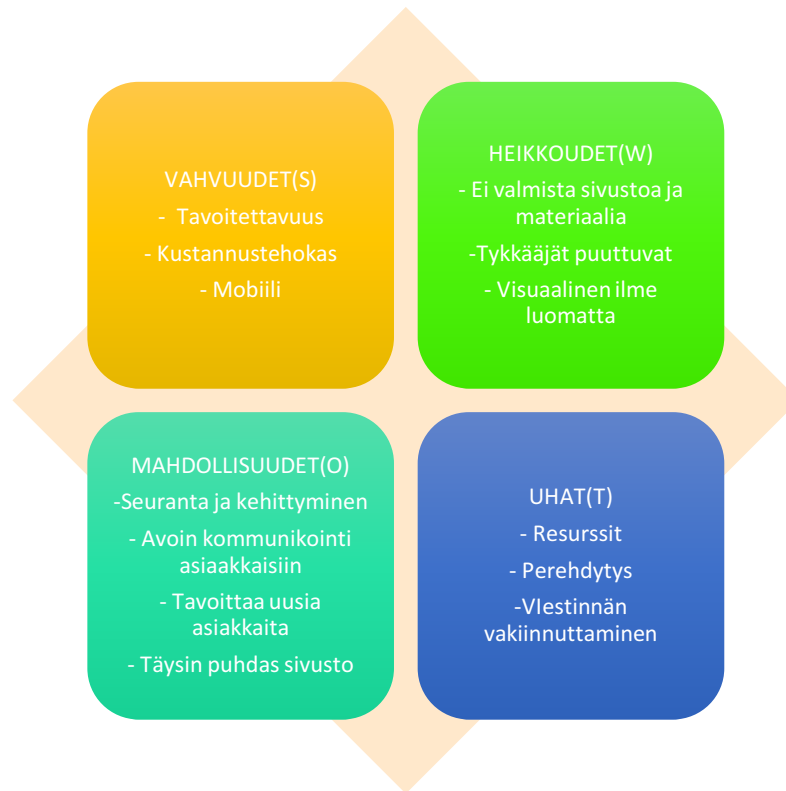 VAHVUUDET(S)
- Tavoitettavuus
- Kustannustehokas
- Mobiili
HEIKKOUDET(W)
- Ei valmista sivustoa ja
materiaalia
-Tykkääjät puuttuvat
- Visuaalinen ilme
luomatta
MAHDOLLISUUDET(O)
-Seuranta ja kehittyminen
- Avoin kommunikointi
asiaakkaisiin
- Tavoittaa uusia
asiakkaita
- Täysin puhdas sivusto
UHAT(T)
- Resurssit
- Perehdytys
-VIestinnän
vakiinnuttaminen